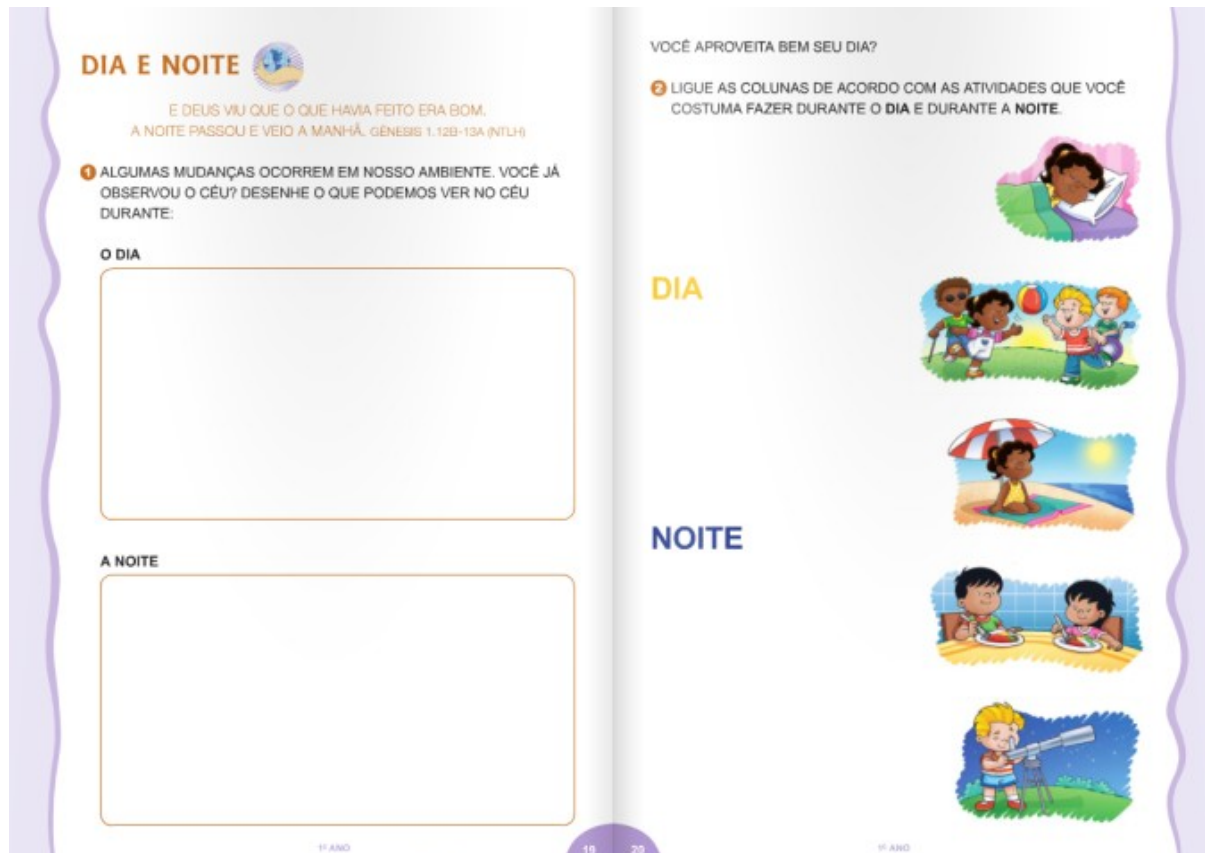 DIA E NOITE
E DEUS VIU QUE O QUE HAVIA FEITO ERA BOM.
A NOITE PASSOU E VEIO A MANHÃ. GÊNESIS 1.12B-13A (NTLH)
1 ALGUMAS MUDANÇAS OCORREM EM NOSSO AMBIENTE. VOCÊ JÁ
OBSERVOU O CÉU? DESENHE O QUE PODEMOS VER NO CÉU
DURANTE:
O DIA
A NOITE
1º ANO
19
VOCÊ APROVEITA BEM SEU DIA?
2 LIGUE AS COLUNAS DE ACORDO COM AS ATIVIDADES QUE VOCÊ
COSTUMA FAZER DURANTE O DIA E DURANTE A NOITE.
DIA
NOITE
20
1º ANO